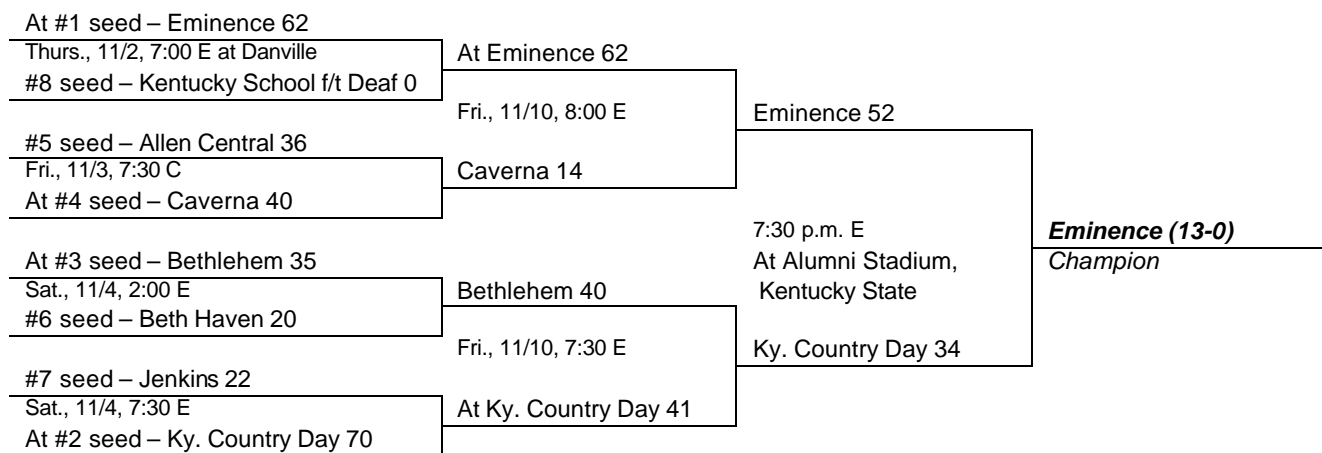 At #1 seed – Eminence 62
Thurs., 11/2, 7:00 E at Danville
#8 seed – Kentucky School f/t Deaf 0
#5 seed – Allen Central 36
Fri., 11/3, 7:30 C
At #4 seed – Caverna 40
At #3 seed – Bethlehem 35
Sat., 11/4, 2:00 E
#6 seed – Beth Haven 20
#7 seed – Jenkins 22
Sat., 11/4, 7:30 E
At #2 seed – Ky. Country Day 70
At Eminence 62
Fri., 11/10, 8:00 E
Caverna 14
Bethlehem 40
Fri., 11/10, 7:30 E
At Ky. Country Day 41
Eminence 52
7:30 p.m. E
At Alumni Stadium,
Kentucky State
Ky. Country Day 34
Eminence (13-0)
Champion